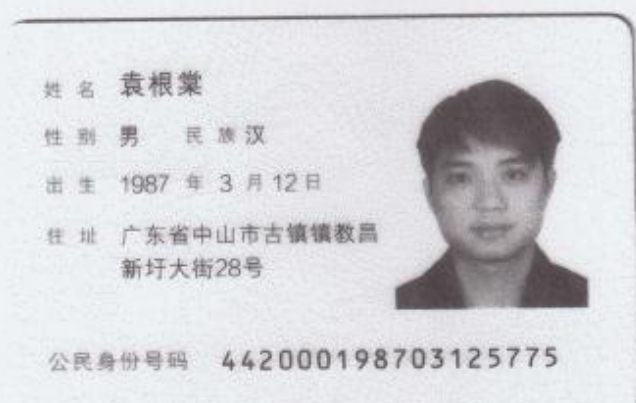 姓名 袁根棠
性别 男 民族 汉
出生 1987 年 3 月 12 日
住址 广东省中山市古镇镇教昌
新圩大街28号
公民身份号码 442000198703125775